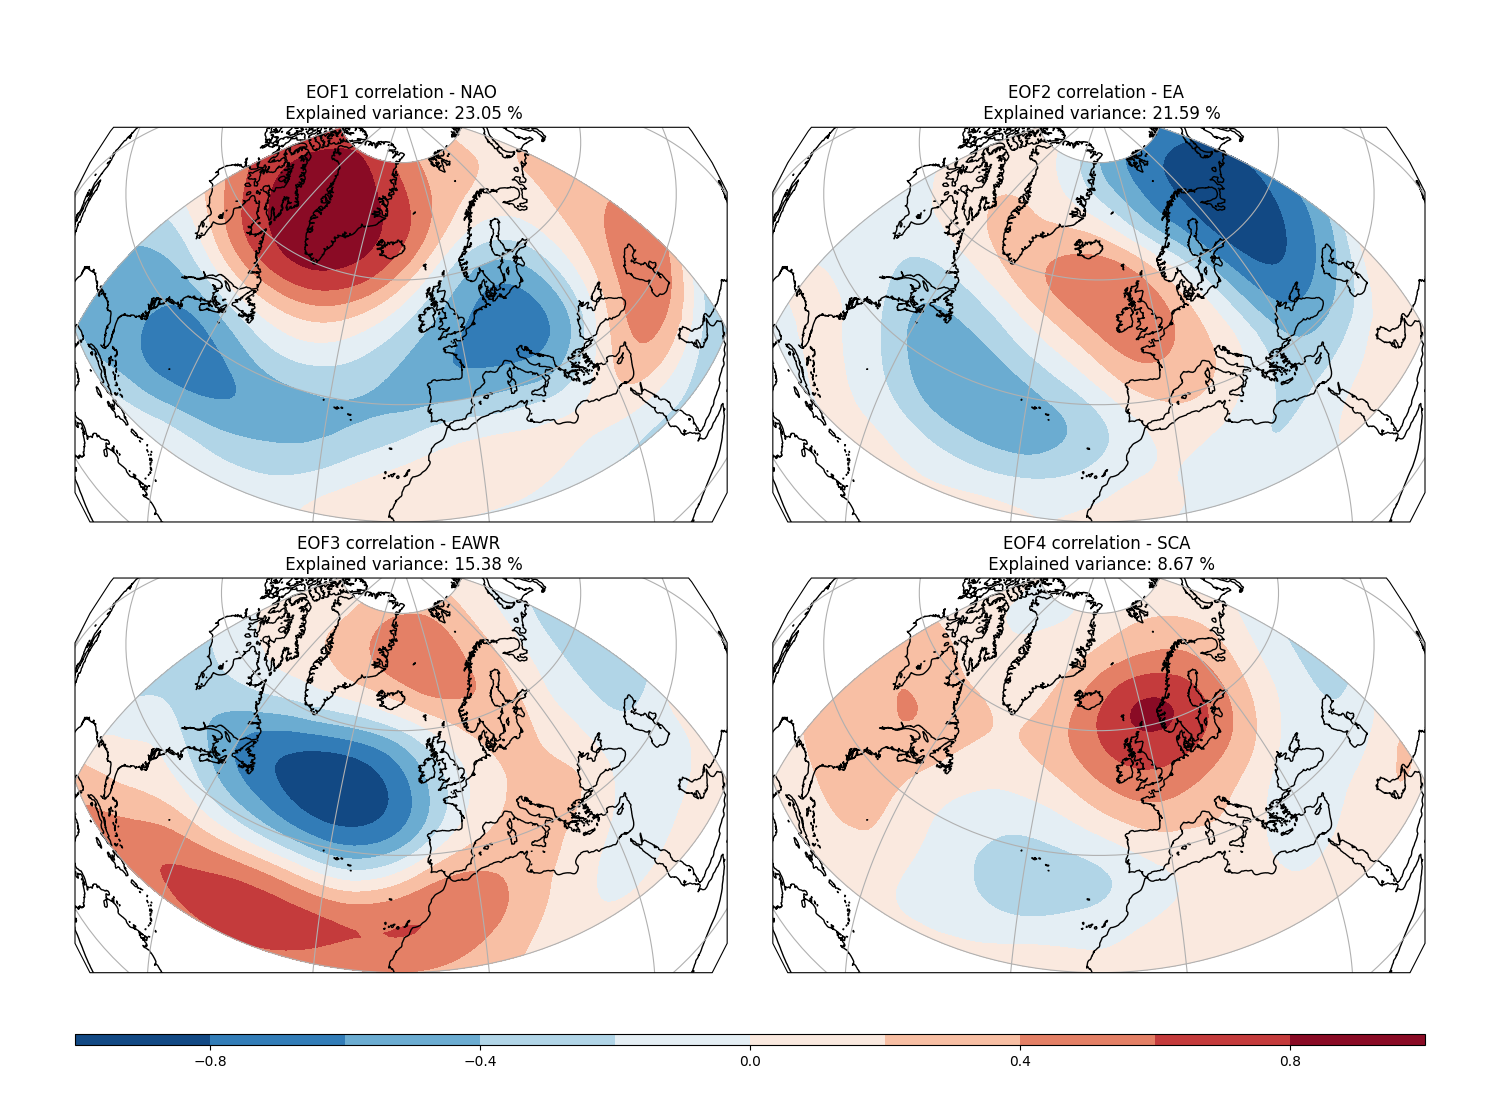 EOF1 correlation - NAO
Explained variance: 23.05 %
EOF2 correlation - EA
Explained variance: 21.59 %
EOF3 correlation - EAWR
Explained variance: 15.38 %
EOF4 correlation - SCA
Explained variance: 8.67 %
−0.8 −0.4 0.0 0.4 0.8